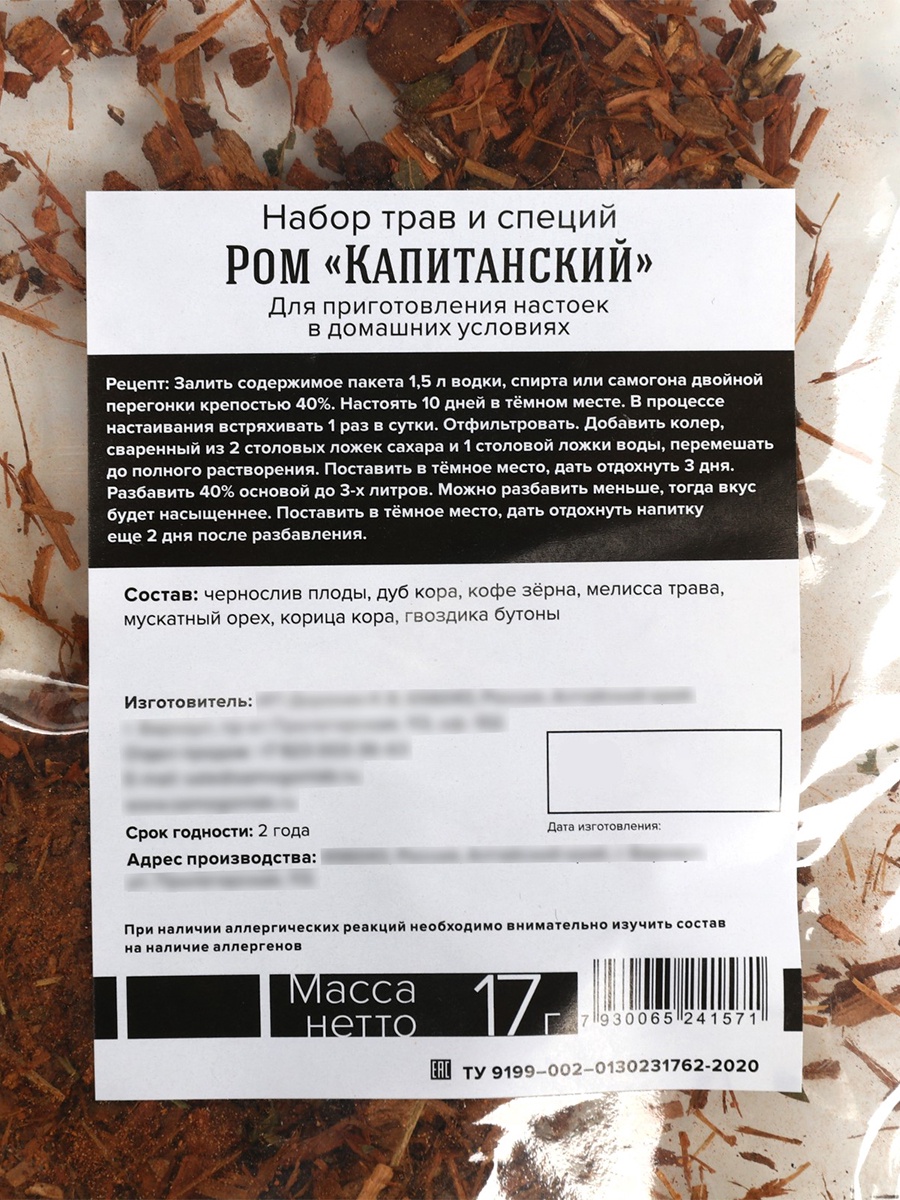 Набор трав и специй
Ром «Капитанский»
Для приготовления настоек
в домашних условиях
Рецепт: Залить содержимое пакета 1,5 л водки, спирта или самогона двойной
перегонки крепостью 40%. Настоять 10 дней в тёмном месте. В процессе
настаивания встряхивать 1 раз в сутки. Отфильтровать. Добавить колер,
сваренный из 2 столовых ложек сахара и 1 столовой ложки воды, перемешать
до полного растворения. Поставить в тёмное место, дать отдохнуть 3 дня.
Разбавить 40% основой до 3-х литров. Можно разбавить меньше, тогда вкус
будет насыщеннее. Поставить в тёмное место, дать отдохнуть напитку
еще 2 дня после разбавления.
Состав: чернослив плоды, дуб кора, кофе зёрна, мелисса трава,
мускатный орех, корица кора, гвоздика бутоны
Изготовитель:
Дата изготовления:
Срок годности: 2 года
Адрес производства:
При наличии аллергических реакций необходимо внимательно изучить состав
на наличие аллергенов
Масса
нетто
17 г
7 930065 241571
EAC ТУ 9199–002–0130231762-2020